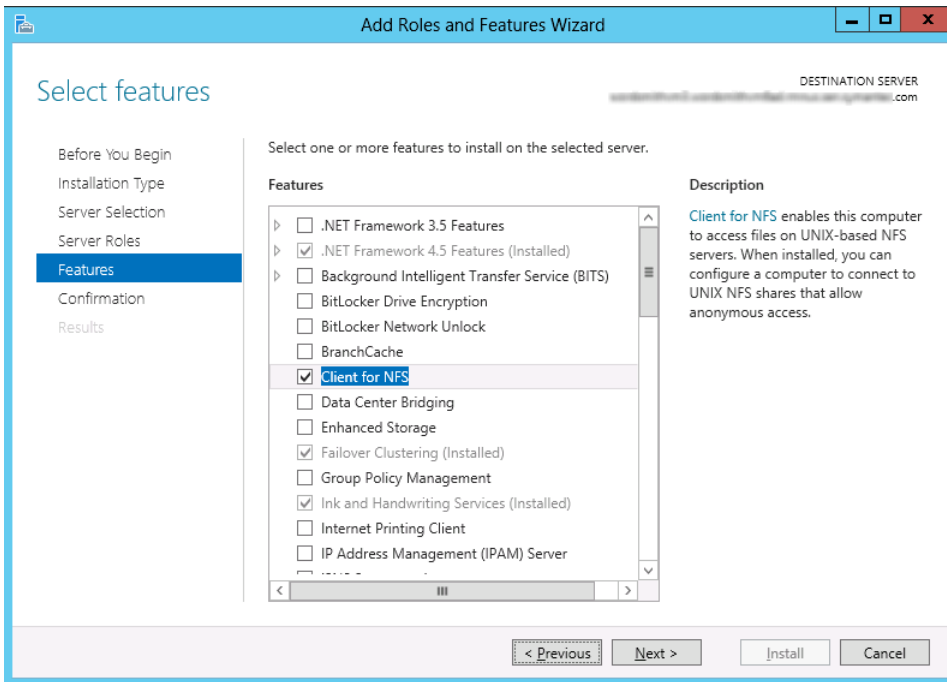 Add Roles and Features Wizard
Select features
DESTINATION SERVER
.com
Before You Begin
Installation Type
Server Selection
Server Roles
Features
Confirmation
Results
Select one or more features to install on the selected server.
Features
.NET Framework 3.5 Features
.NET Framework 4.5 Features (Installed)
Background Intelligent Transfer Service (BITS)
BitLocker Drive Encryption
BitLocker Network Unlock
BranchCache
Client for NFS
Data Center Bridging
Enhanced Storage
Failover Clustering (Installed)
Group Policy Management
Ink and Handwriting Services (Installed)
Internet Printing Client
IP Address Management (IPAM) Server
Description
Client for NFS enables this computer
to access files on UNIX-based NFS
servers. When installed, you can
configure a computer to connect to
UNIX NFS shares that allow
anonymous access.
< Previous
Next >
Install
Cancel